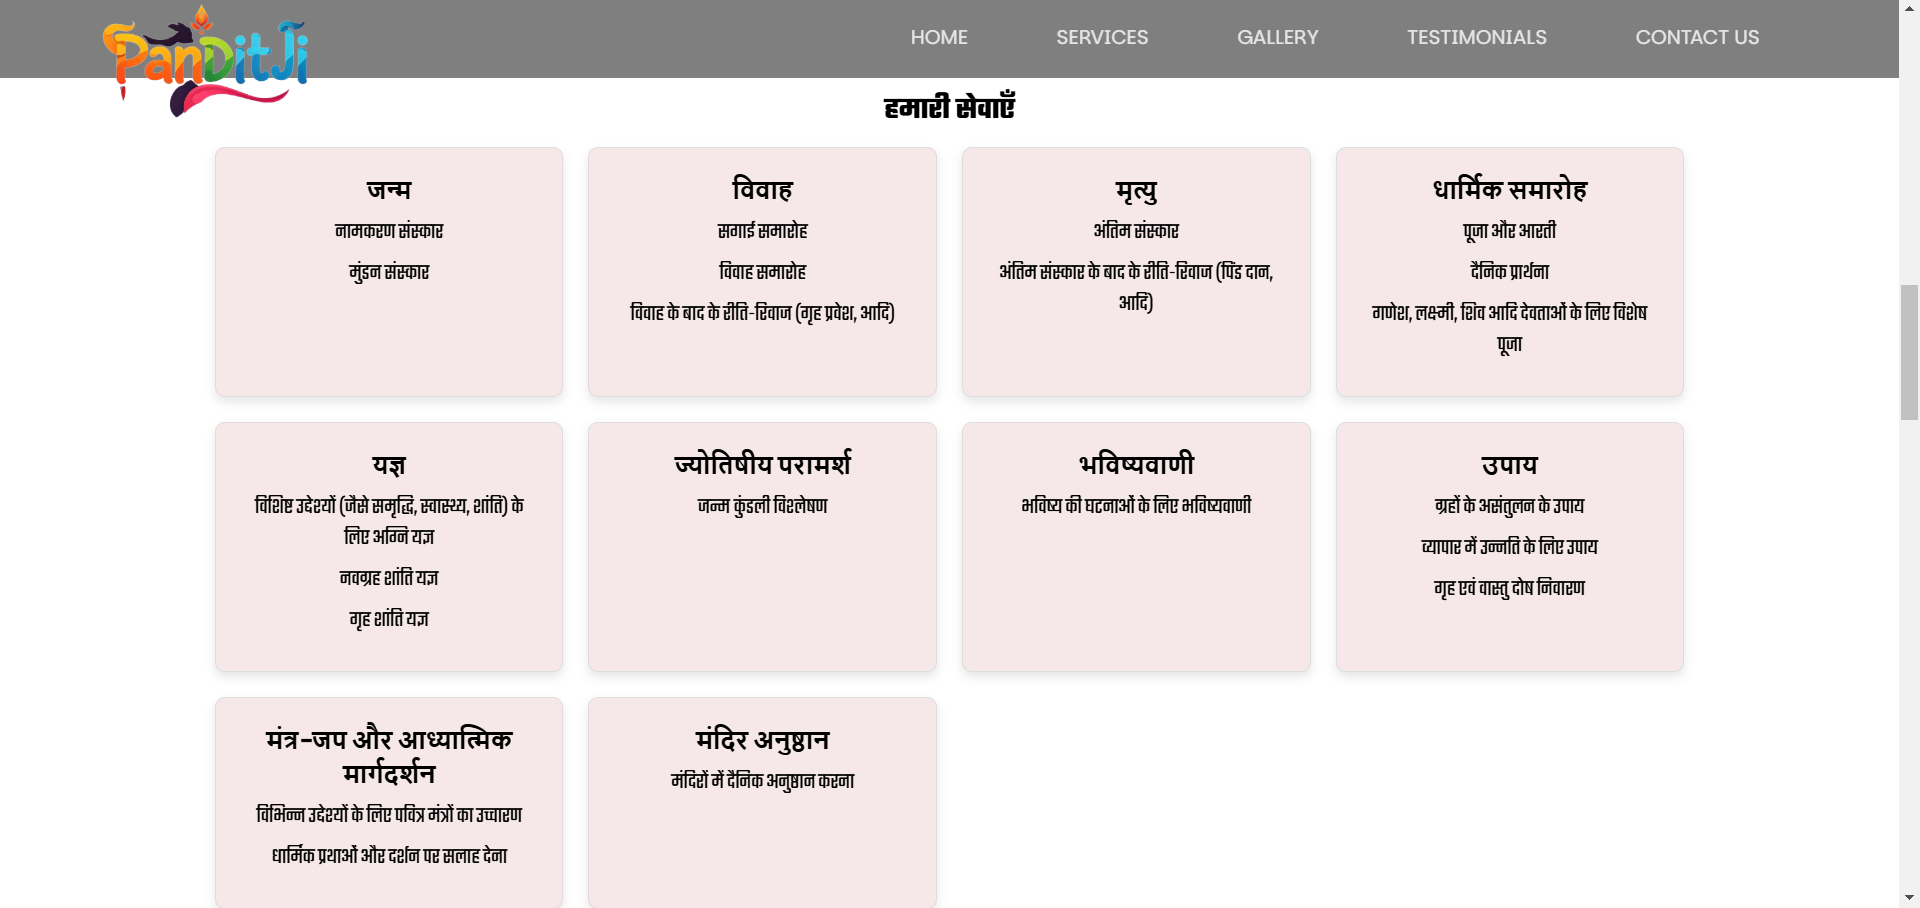 PanDitJi
HOME
SERVICES
GALLERY
TESTIMONIALS
CONTACT US
हमारी सेवाएँ
जन्म
नामकरण संस्कार
मुंडन संस्कार
विवाह
सगाई समारोह
विवाह समारोह
विवाह के बाद के रीति-रिवाज (गृह प्रवेश, आदि)
मृत्यु
अंतिम संस्कार
अंतिम संस्कार के बाद के रीति-रिवाज (पिंड दान,
आदि)
धार्मिक समारोह
पूजा और आरती
दैनिक प्रार्थना
गणेश, लक्ष्मी, शिव आदि देवताओं के लिए विशेष
पूजा
यज्ञ
विशिष्ट उद्देश्यों (जैसे समृद्धि, स्वास्थ्य, शांति) के
लिए अग्नि यज्ञ
नवग्रह शांति यज्ञ
गृह शांति यज्ञ
ज्योतिषीय परामर्श
जन्म कुंडली विश्लेषण
भविष्यवाणी
भविष्य की घटनाओं के लिए भविष्यवाणी
उपाय
ग्रहों के असंतुलन के उपाय
व्यापार में उन्नति के लिए उपाय
गृह एवं वास्तु दोष निवारण
मंत्र-जप और आध्यात्मिक
मार्गदर्शन
विभिन्न उद्देश्यों के लिए पवित्र मंत्रों का उच्चारण
धार्मिक प्रथाओं और दर्शन पर सलाह देना
मंदिर अनुष्ठान
मंदिरों में दैनिक अनुष्ठान करना